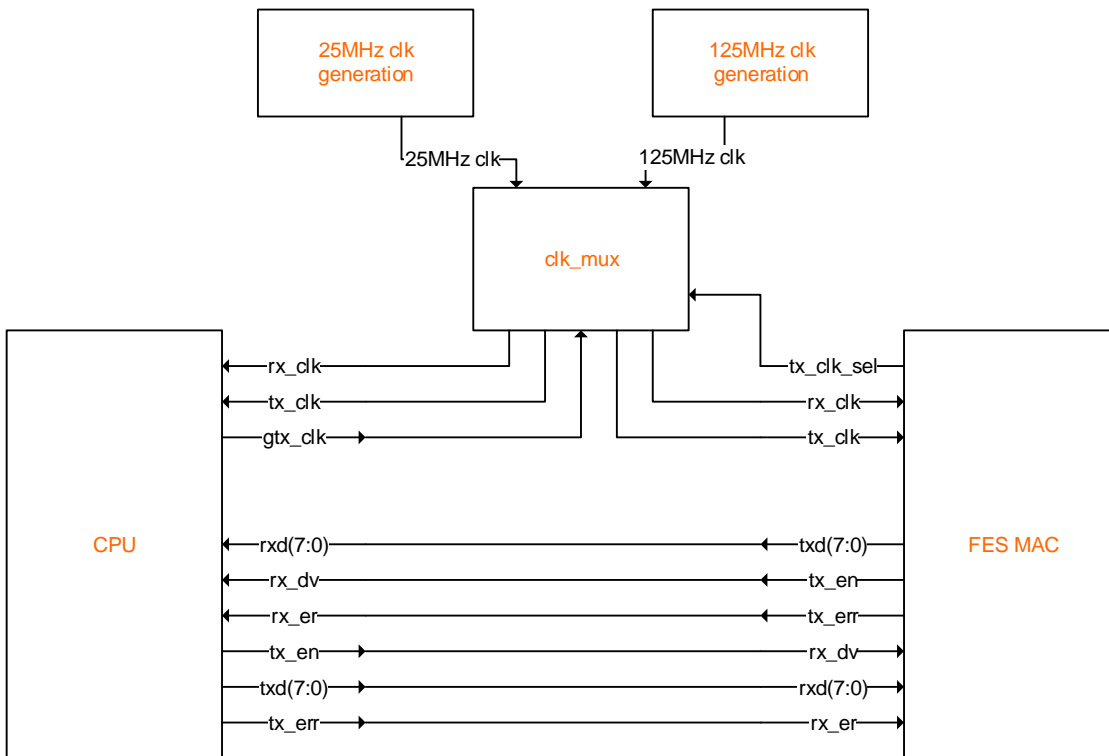 25MHz clk
generation
125MHz clk
generation
25MHz clk
125MHz clk
clk_mux
rx_clk
tx_clk_sel
tx_clk
rx_clk
gtx_clk
tx_clk
CPU
rxd(7:0)
txd(7:0)
FES MAC
rx_dv
tx_en
rx_er
tx_err
tx_en
rx_dv
txd(7:0)
rxd(7:0)
tx_err
rx_er